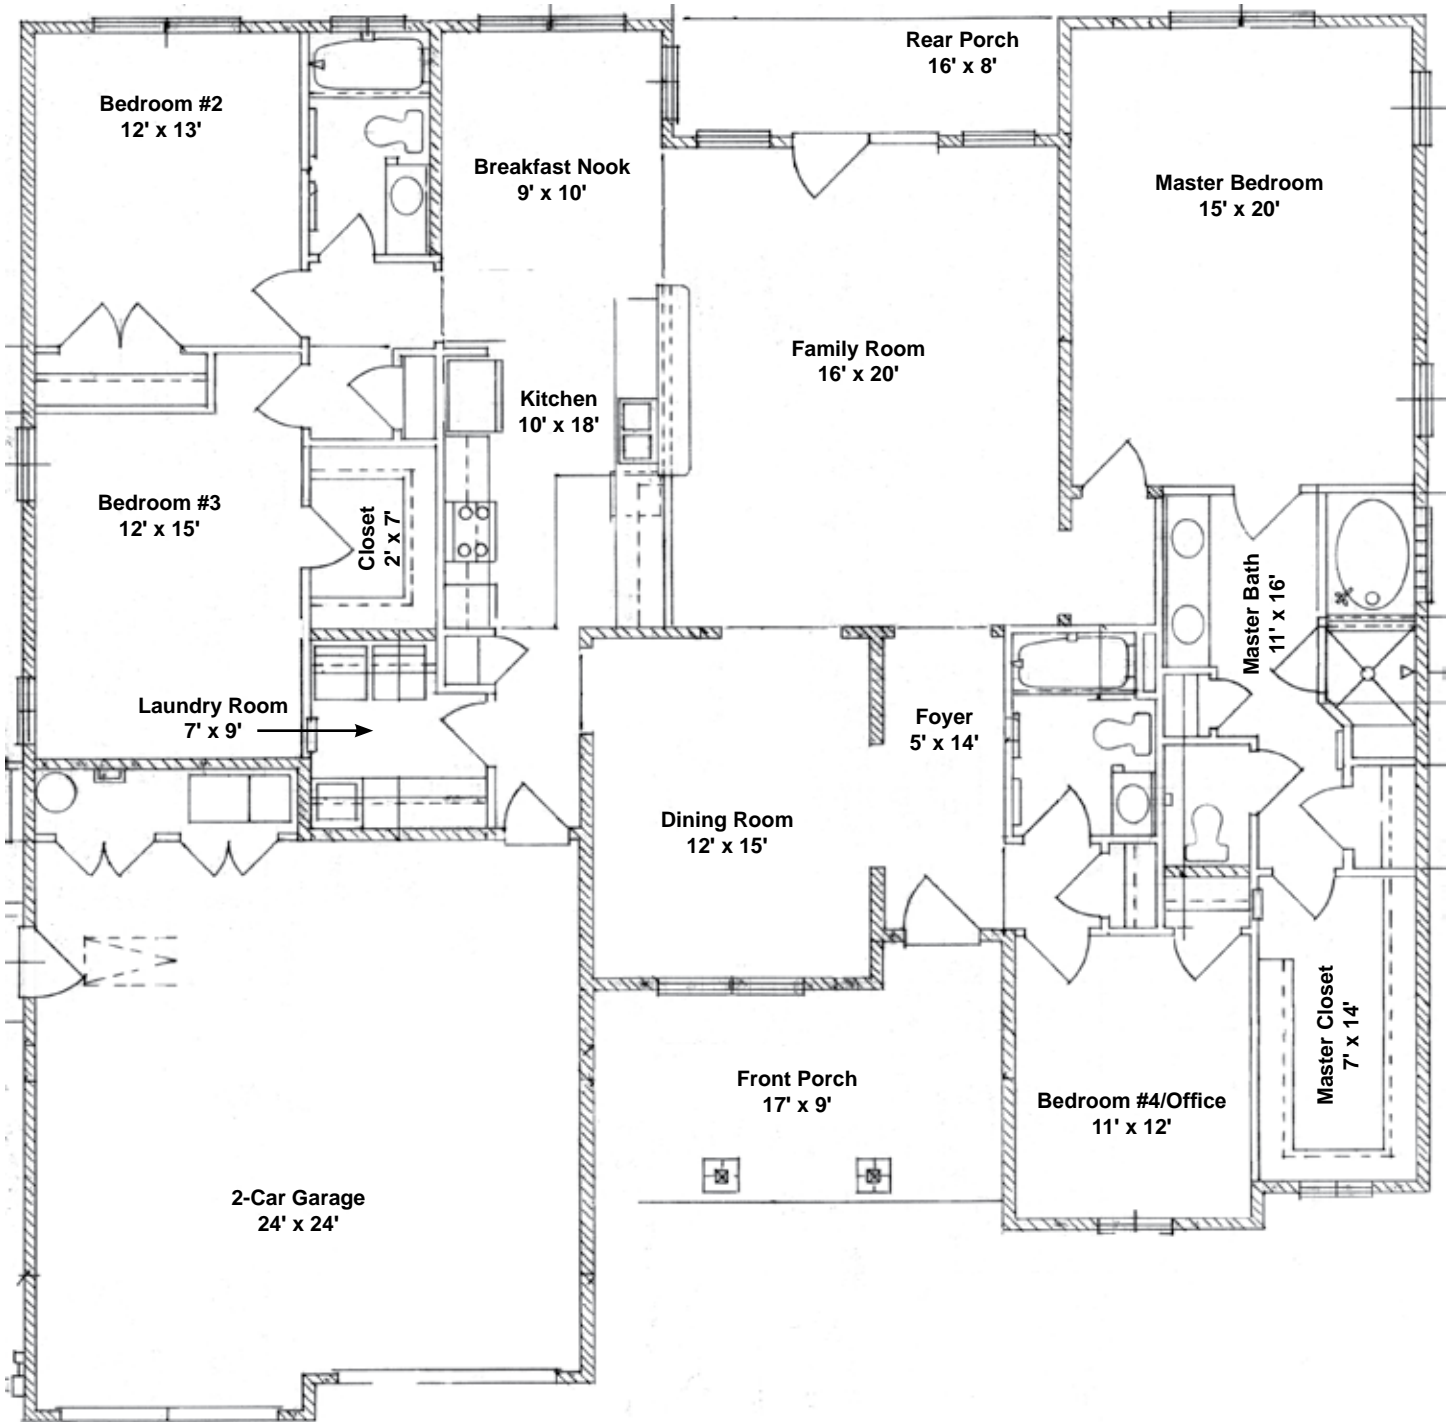 Rear Porch
16' x 8'
Bedroom #2
12' x 13'
Breakfast Nook
9' x 10'
Master Bedroom
15' x 20'
Family Room
16' x 20'
Kitchen
10' x 18'
Bedroom #3
12' x 15'
Closet
2' x 7'
Master Bath
11' x 16'
Laundry Room
7' x 9'
Foyer
5' x 14'
Dining Room
12' x 15'
Master Closet
7' x 14'
Front Porch
17' x 9'
Bedroom #4/Office
11' x 12'
2-Car Garage
24' x 24'